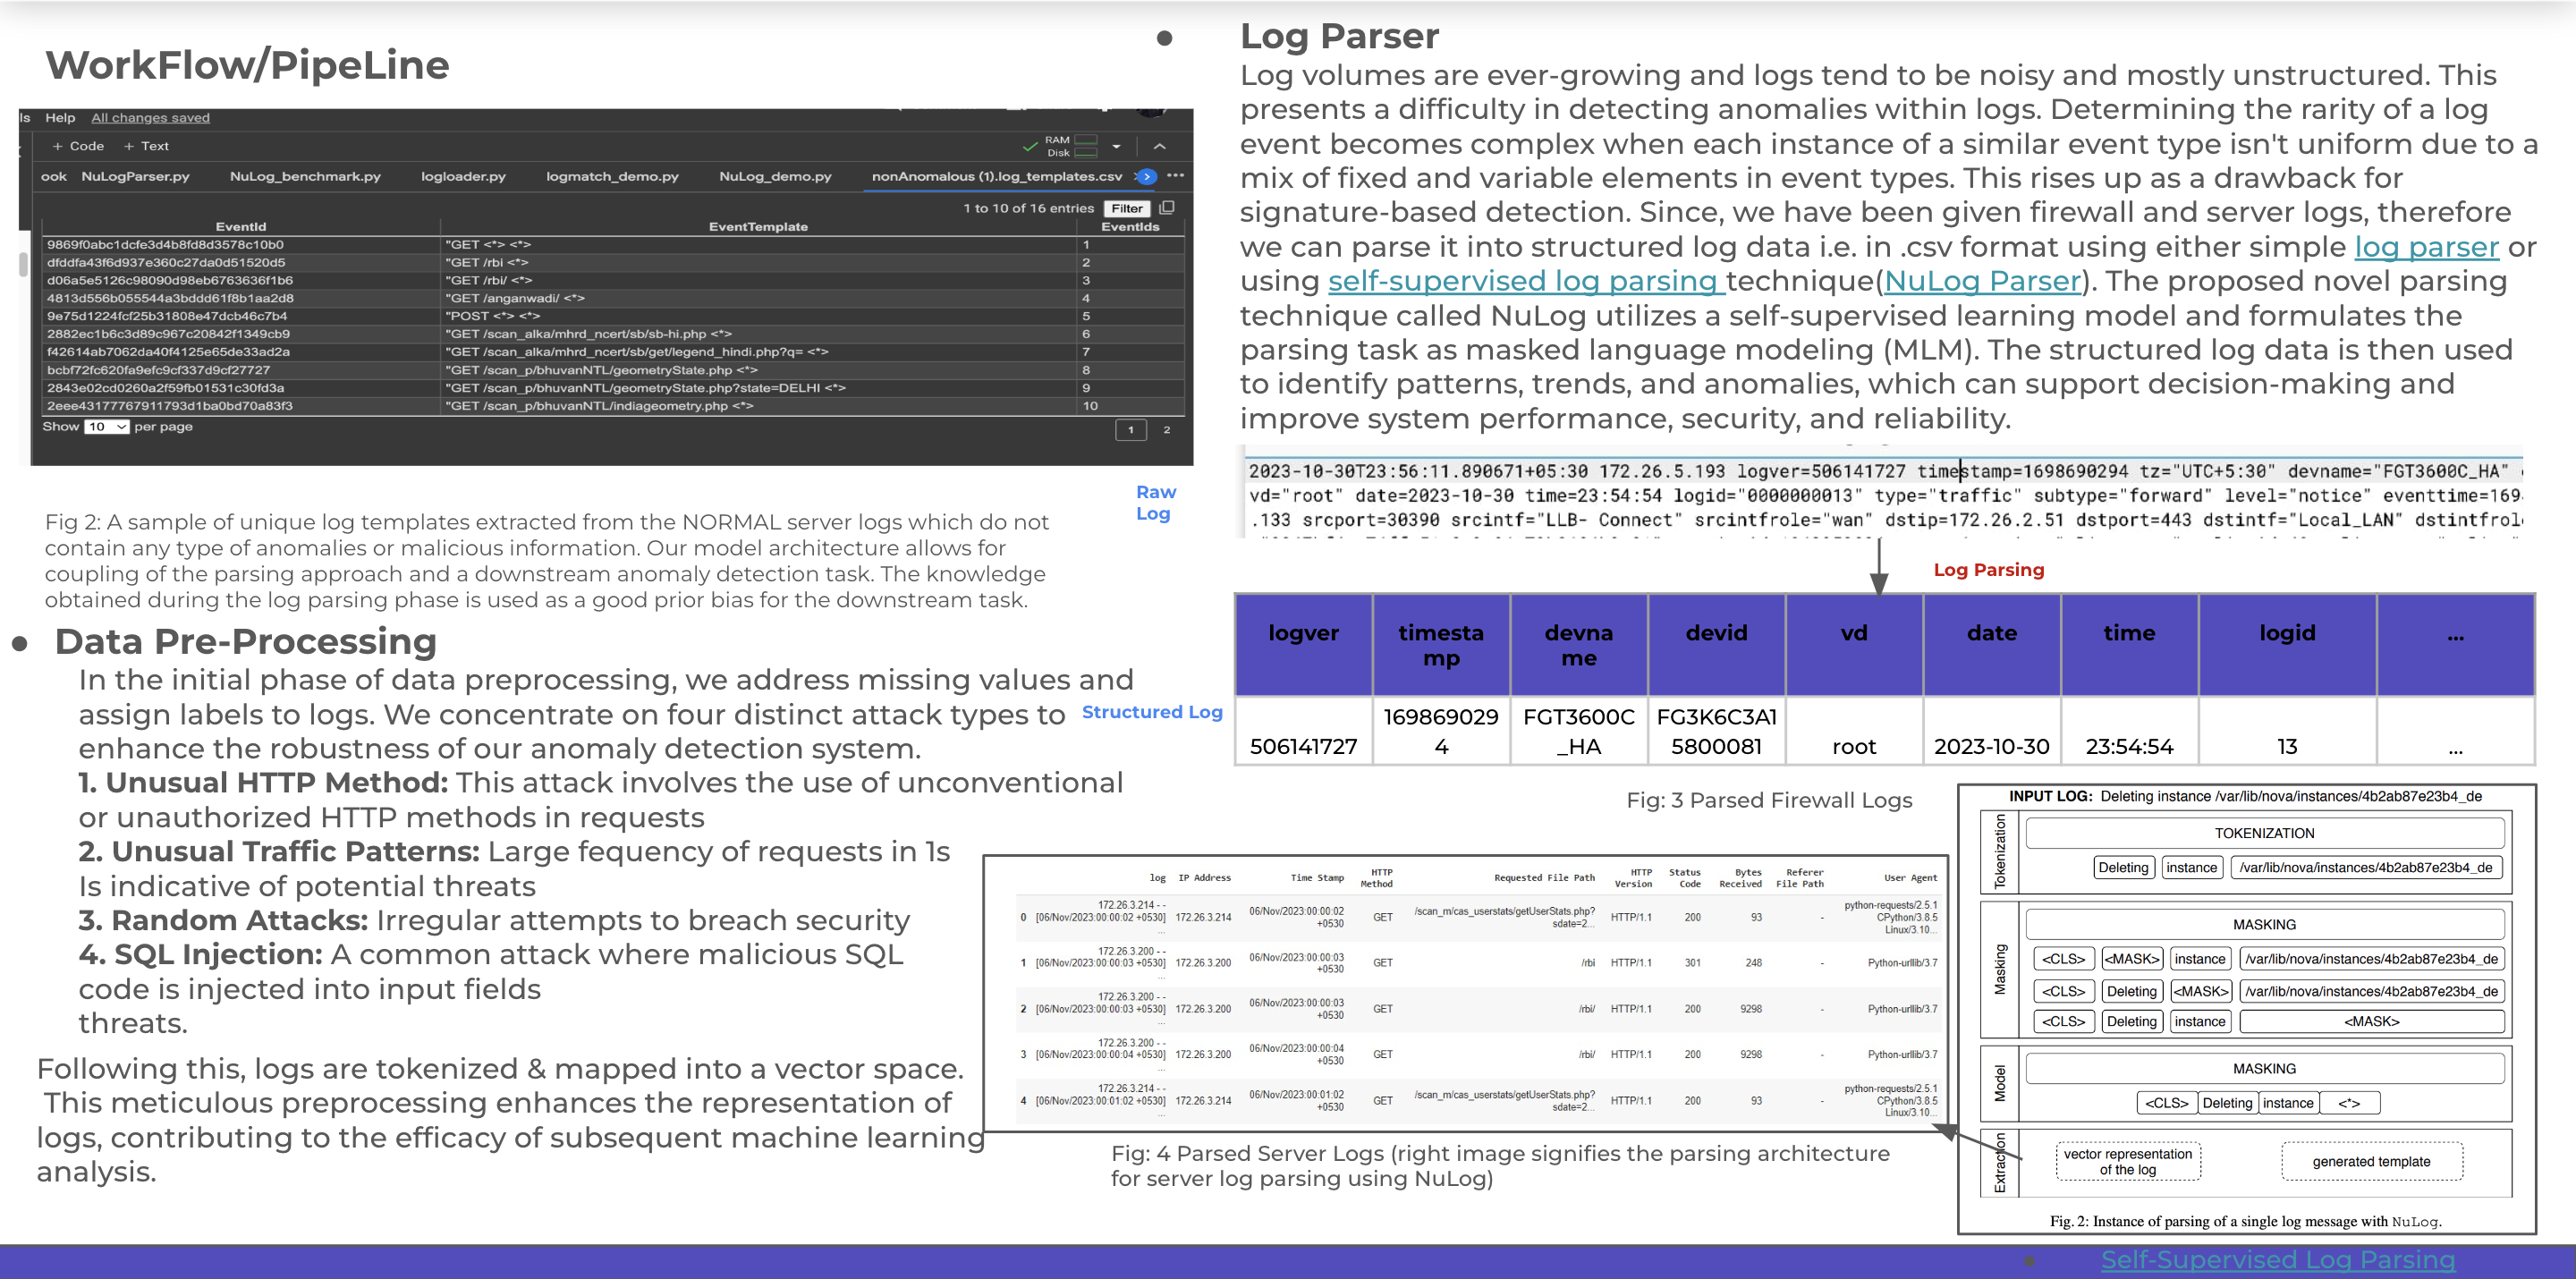 WorkFlow/PipeLine
ls Help All changes saved
+ Code + Text
RAM
Disk
ook NuLogParser.py NuLog_benchmark.py logloader.py logmatch_demo.py NuLog_demo.py nonAnomalous (1).log_templates.csv
1 to 10 of 16 entries Filter
EventId EventTemplate EventIds
9869f0abc1dcfe3d4b8fd8d3578c10b0 "GET <*> <*> 1
dfddfa43f6d937e360c27da0d51520d5 "GET /rbi <*> 2
d06a5e5126c98090d98eb6763636f1b6 "GET /rbi/ <*> 3
4813d556b055544a3bddd61f8b1aa2d8 "GET /anganwadi/ <*> 4
9e75d1224fcf25b31808e47dcb46c7b4 "POST <*> <*> 5
2882ec1b6c3d89c967c20842f1349cb9 "GET /scan_alka/mhrd_ncert/sb/sb-hi.php <*> 6
f42614ab7062da40f4125e65de33ad2a "GET /scan_alka/mhrd_ncert/sb/get/legend_hindi.php?q= <*> 7
bcbf72fc620fa9efc9cf337d9cf27727 "GET /scan_p/bhuvanNTL/geometryState.php <*> 8
2843e02cd0260a2f59fb01531c30fd3a "GET /scan_p/bhuvanNTL/geometryState.php?state=DELHI <*> 9
2eee43177767911793d1ba0bd70a83f3 "GET /scan_p/bhuvanNTL/indiageometry.php <*> 10
Show 10 per page
1 2
Fig 2: A sample of unique log templates extracted from the NORMAL server logs which do not
contain any type of anomalies or malicious information. Our model architecture allows for
coupling of the parsing approach and a downstream anomaly detection task. The knowledge
obtained during the log parsing phase is used as a good prior bias for the downstream task.
• Data Pre-Processing
In the initial phase of data preprocessing, we address missing values and
assign labels to logs. We concentrate on four distinct attack types to
enhance the robustness of our anomaly detection system.
1. Unusual HTTP Method: This attack involves the use of unconventional
or unauthorized HTTP methods in requests
2. Unusual Traffic Patterns: Large fequency of requests in 1s
Is indicative of potential threats
3. Random Attacks: Irregular attempts to breach security
4. SQL Injection: A common attack where malicious SQL
code is injected into input fields
threats.
Following this, logs are tokenized & mapped into a vector space.
This meticulous preprocessing enhances the representation of
logs, contributing to the efficacy of subsequent machine learning
analysis.
• Log Parser
Log volumes are ever-growing and logs tend to be noisy and mostly unstructured. This
presents a difficulty in detecting anomalies within logs. Determining the rarity of a log
event becomes complex when each instance of a similar event type isn't uniform due to a
mix of fixed and variable elements in event types. This rises up as a drawback for
signature-based detection. Since, we have been given firewall and server logs, therefore
we can parse it into structured log data i.e. in .csv format using either simple log parser or
using self-supervised log parsing technique(NuLog Parser). The proposed novel parsing
technique called NuLog utilizes a self-supervised learning model and formulates the
parsing task as masked language modeling (MLM). The structured log data is then used
to identify patterns, trends, and anomalies, which can support decision-making and
improve system performance, security, and reliability.
Raw
Log
2023-10-30T23:56:11.890671+05:30 172.26.5.193 logver=506141727 timestamp=1698690294 tz="UTC+5:30" devname="FGT3600C_HA"
vd="root" date=2023-10-30 time=23:54:54 logid="0000000013" type="traffic" subtype="forward" level="notice" eventtime=169
.133 srcport=30390 srcintf="LLB- Connect" srcintfrole="wan" dstip=172.26.2.51 dstport=443 dstintf="Local_LAN" dstintfrol
Log Parsing
Structured Log
logver timesta devna devid vd date time logid ...
mp me
169869029 FGT3600C FG3K6C3A1
506141727 4 _HA 5800081 root 2023-10-30 23:54:54 13 ...
Fig: 3 Parsed Firewall Logs
log IP Address Time Stamp HTTP Method Requested File Path HTTP Version Status Code Bytes Received Referer File Path User Agent
172.26.3.214 - - python-requests/2.5.1
0 [06/Nov/2023:00:00:02 +0530] 172.26.3.214 06/Nov/2023:00:00:02 +0530 GET /scan_m/cas_userstats/getUserStats.php? sdate=2... HTTP/1.1 200 93 - CPython/3.8.5
... Linux/3.10...
172.26.3.200 - -
1 [06/Nov/2023:00:00:03 +0530] 172.26.3.200 06/Nov/2023:00:00:03 +0530 GET /rbi HTTP/1.1 301 248 - Python-urllib/3.7
...
172.26.3.200 - -
2 [06/Nov/2023:00:00:03 +0530] 172.26.3.200 06/Nov/2023:00:00:03 +0530 GET /rbi/ HTTP/1.1 200 9298 - Python-urllib/3.7
...
172.26.3.200 - -
3 [06/Nov/2023:00:00:04 +0530] 172.26.3.200 06/Nov/2023:00:00:04 +0530 GET /rbi/ HTTP/1.1 200 9298 - Python-urllib/3.7
...
172.26.3.214 - - python-requests/2.5.1
4 [06/Nov/2023:00:01:02 +0530] 172.26.3.214 06/Nov/2023:00:01:02 +0530 GET /scan_m/cas_userstats/getUserStats.php? sdate=2... HTTP/1.1 200 93 - CPython/3.8.5
... Linux/3.10...
Fig: 4 Parsed Server Logs (right image signifies the parsing architecture
for server log parsing using NuLog)
INPUT LOG: Deleting instance /var/lib/nova/instances/4b2ab87e23b4_de
Tokenization
TOKENIZATION
Deleting instance /var/lib/nova/instances/4b2ab87e23b4_de
Masking
MASKING
<CLS> <MASK> instance /var/lib/nova/instances/4b2ab87e23b4_de
<CLS> Deleting <MASK> /var/lib/nova/instances/4b2ab87e23b4_de
<CLS> Deleting instance <MASK>
Model
MASKING
<CLS> Deleting instance <*>
Extraction
vector representation
of the log
generated template
Fig. 2: Instance of parsing of a single log message with NuLog.
• Self-Supervised Log Parsing